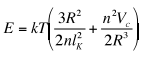 E = kT(3R²/2nl_K² + n²V_c/2R³)